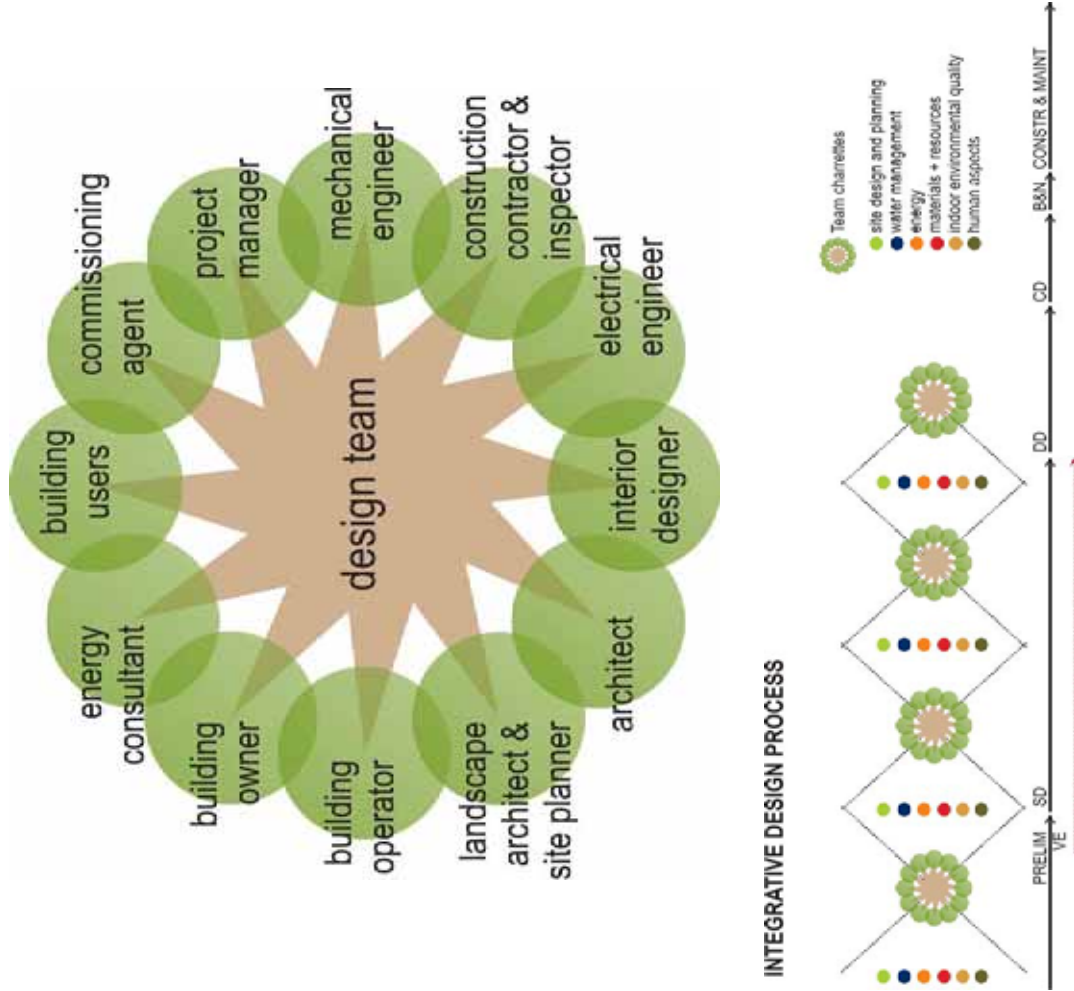 building
users
commissioning
agent
project
manager
mechanical
engineer
construction
contractor &
inspector
electrical
engineer
interior
designer
architect
landscape
architect &
site planner
building
operator
building
owner
energy
consultant
design team
INTEGRATIVE DESIGN PROCESS
Team charrettes
site design and planning
water management
energy
materials + resources
indoor environmental quality
human aspects
PRELIM
VE
SD
DD
CD
B&N
CONSTR & MAINT